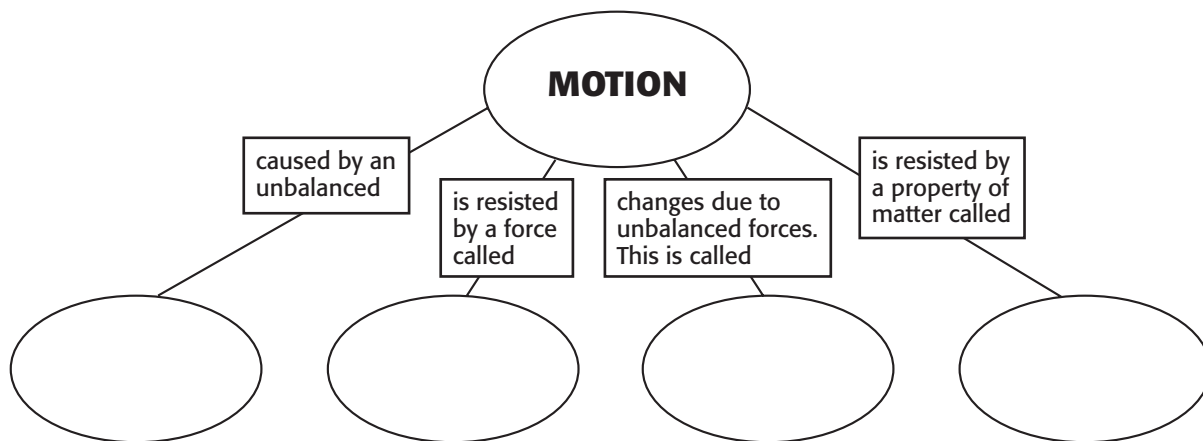 MOTION
caused by an
unbalanced
is resisted
by a force
called
changes due to
unbalanced forces.
This is called
is resisted by
a property of
matter called